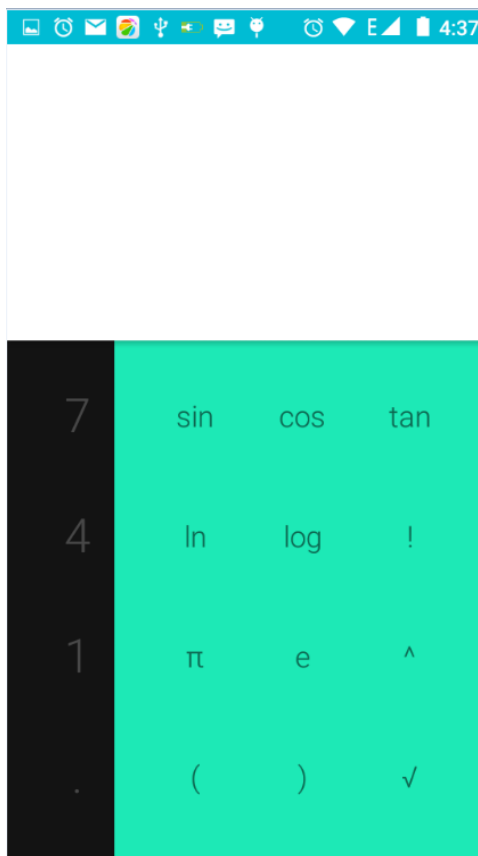 E 4:37
7 sin cos tan
4 ln log !
1 π e ^
. ( ) √